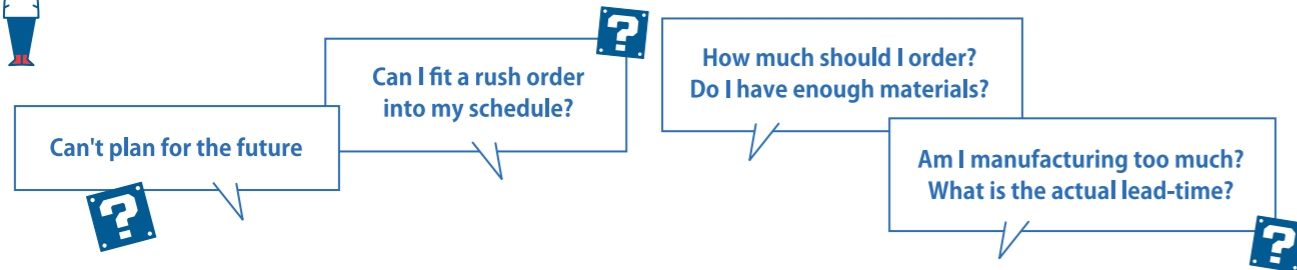 Can't plan for the future
?
Can I fit a rush order
into my schedule?
?
How much should I order?
Do I have enough materials?
Am I manufacturing too much?
What is the actual lead-time?
?